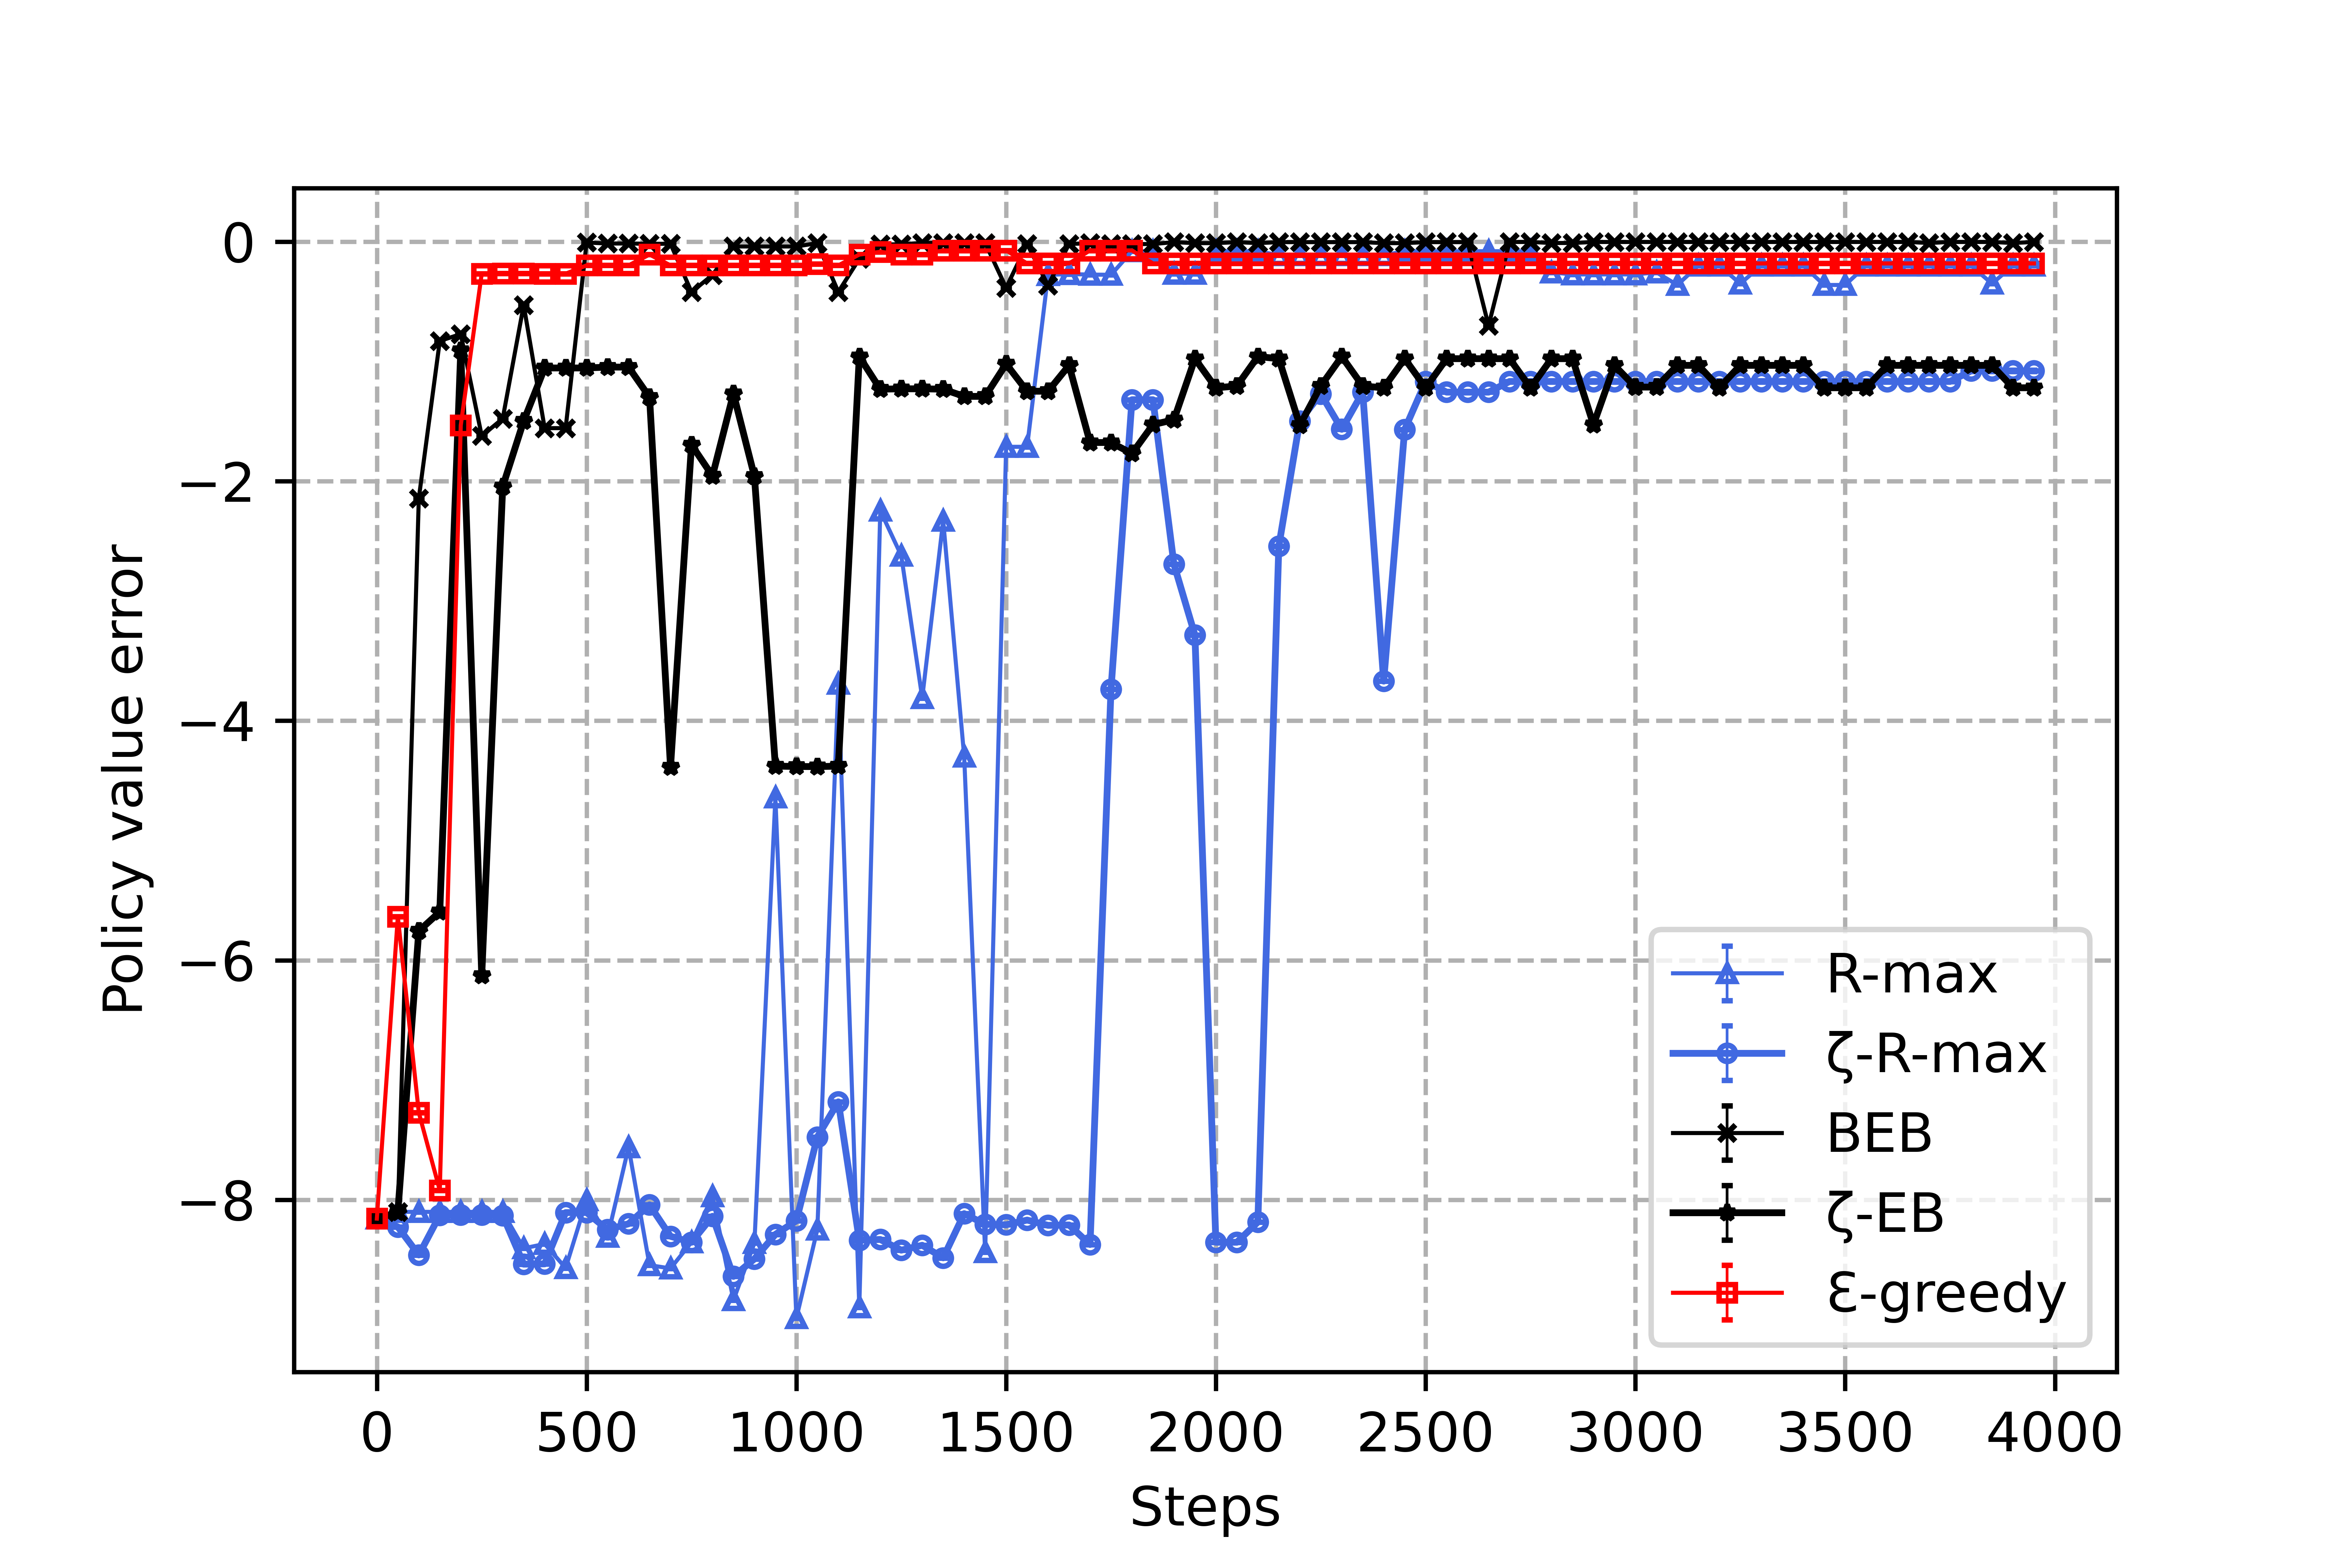 0
−2
−4
−6
−8
Policy value error
0 500 1000 1500 2000 2500 3000 3500 4000
Steps
R-max
ζ-R-max
BEB
ζ-EB
Ɛ-greedy